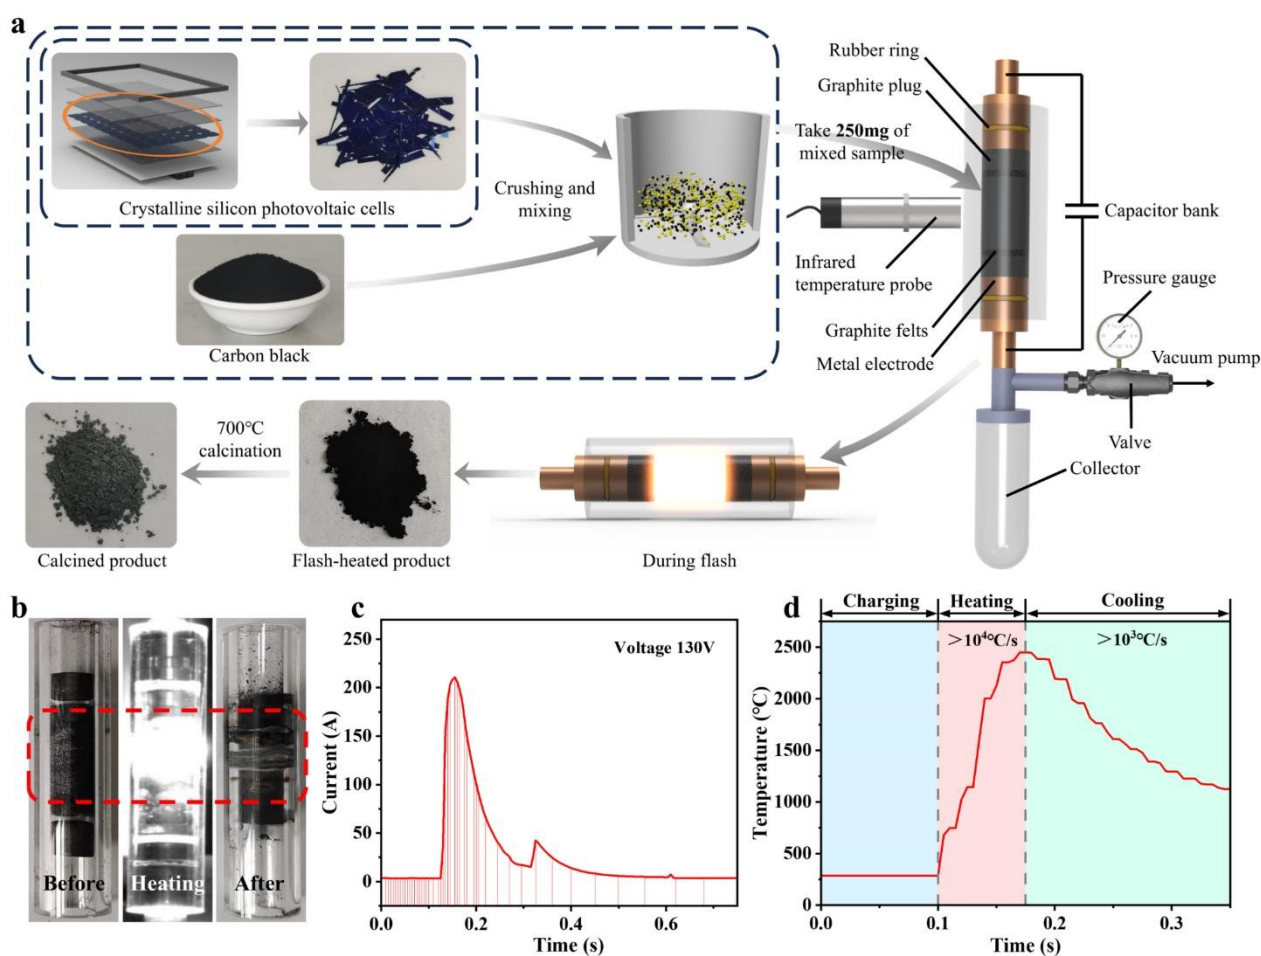 a
Crystalline silicon photovoltaic cells
Carbon black
Crushing and
mixing
Take 250mg of
mixed sample
Rubber ring
Graphite plug
Infrared
temperature probe
Graphite felts
Metal electrode
Capacitor bank
Pressure gauge
Vacuum pump
Valve
Collector
700℃
calcination
Calcined product
Flash-heated product
During flash
b
Before
Heating
After
c
Voltage 130V
Current (A)
250
200
150
100
50
0
0.0
0.2
0.4
0.6
Time (s)
d
Charging
Heating
Cooling
>10⁴℃/s
>10³℃/s
Temperature (℃)
2500
2000
1500
1000
500
0
0.0
0.1
0.2
0.3
Time (s)